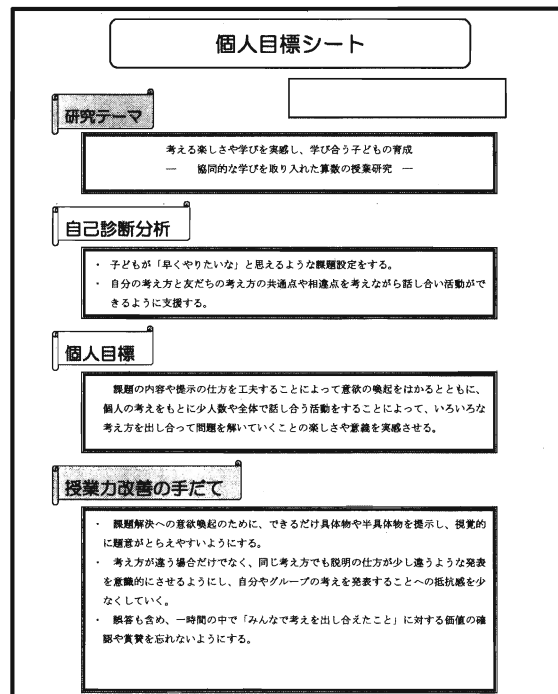 個人目標シート
研究テーマ
考える楽しさや学びを実感し、学び合う子どもの育成
― 協同的な学びを取り入れた算数の授業研究 ―
自己診断分析
・ 子どもが「早くやりたいな」と思えるような課題設定をする。
・ 自分の考え方と友だちの考え方の共通点や相違点を考えながら話し合い活動がで
きるように支援する。
個人目標
課題の内容や提示の仕方を工夫することによって意欲の喚起をはかるとともに、
個人の考えをもとに少人数や全体で話し合う活動をすることによって、いろいろな
考え方を出し合って問題を解いていくことの楽しさや意義を実感させる。
授業力改善の手だて
・ 課題解決への意欲喚起のために、できるだけ具体物や半具体物を提示し、視覚的
に題意がとらえやすいようにする。
・ 考え方が違う場合だけでなく、同じ考え方でも説明の仕方が少し違うような発表
を意識的にさせるようにし、自分やグループの考えを発表することへの抵抗感を少
なくしていく。
・ 誤答も含め、一時間の中で「みんなで考えを出し合えたこと」に対する価値の確
認や賞賛を忘れないようにする。